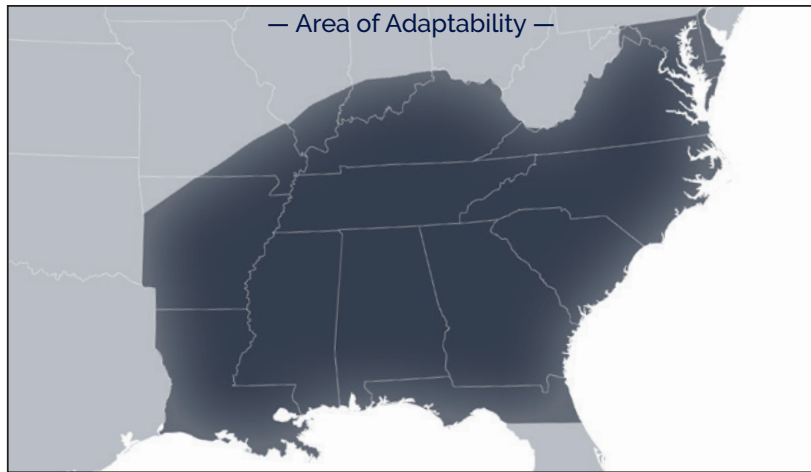 — Area of Adaptability —